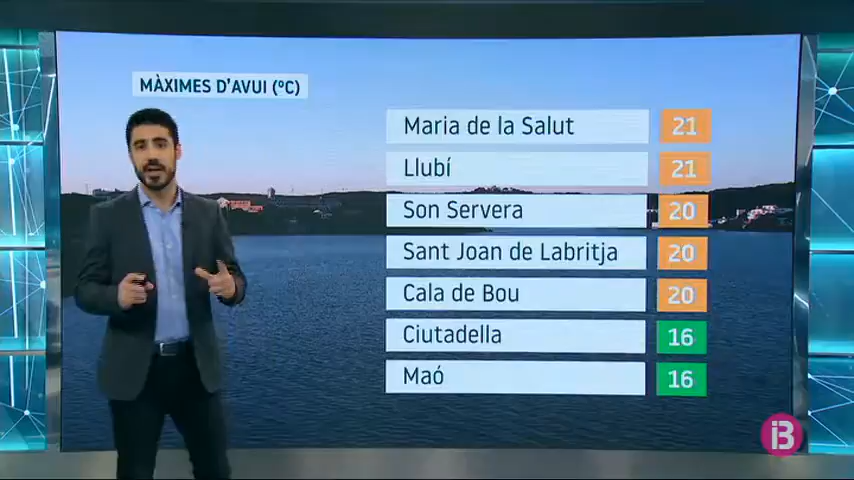 MÀXIMES D'AVUI (ºC)
Maria de la Salut 21
Llubí 21
Son Servera 20
Sant Joan de Labritja 20
Cala de Bou 20
Ciutadella 16
Maó 16
iB3